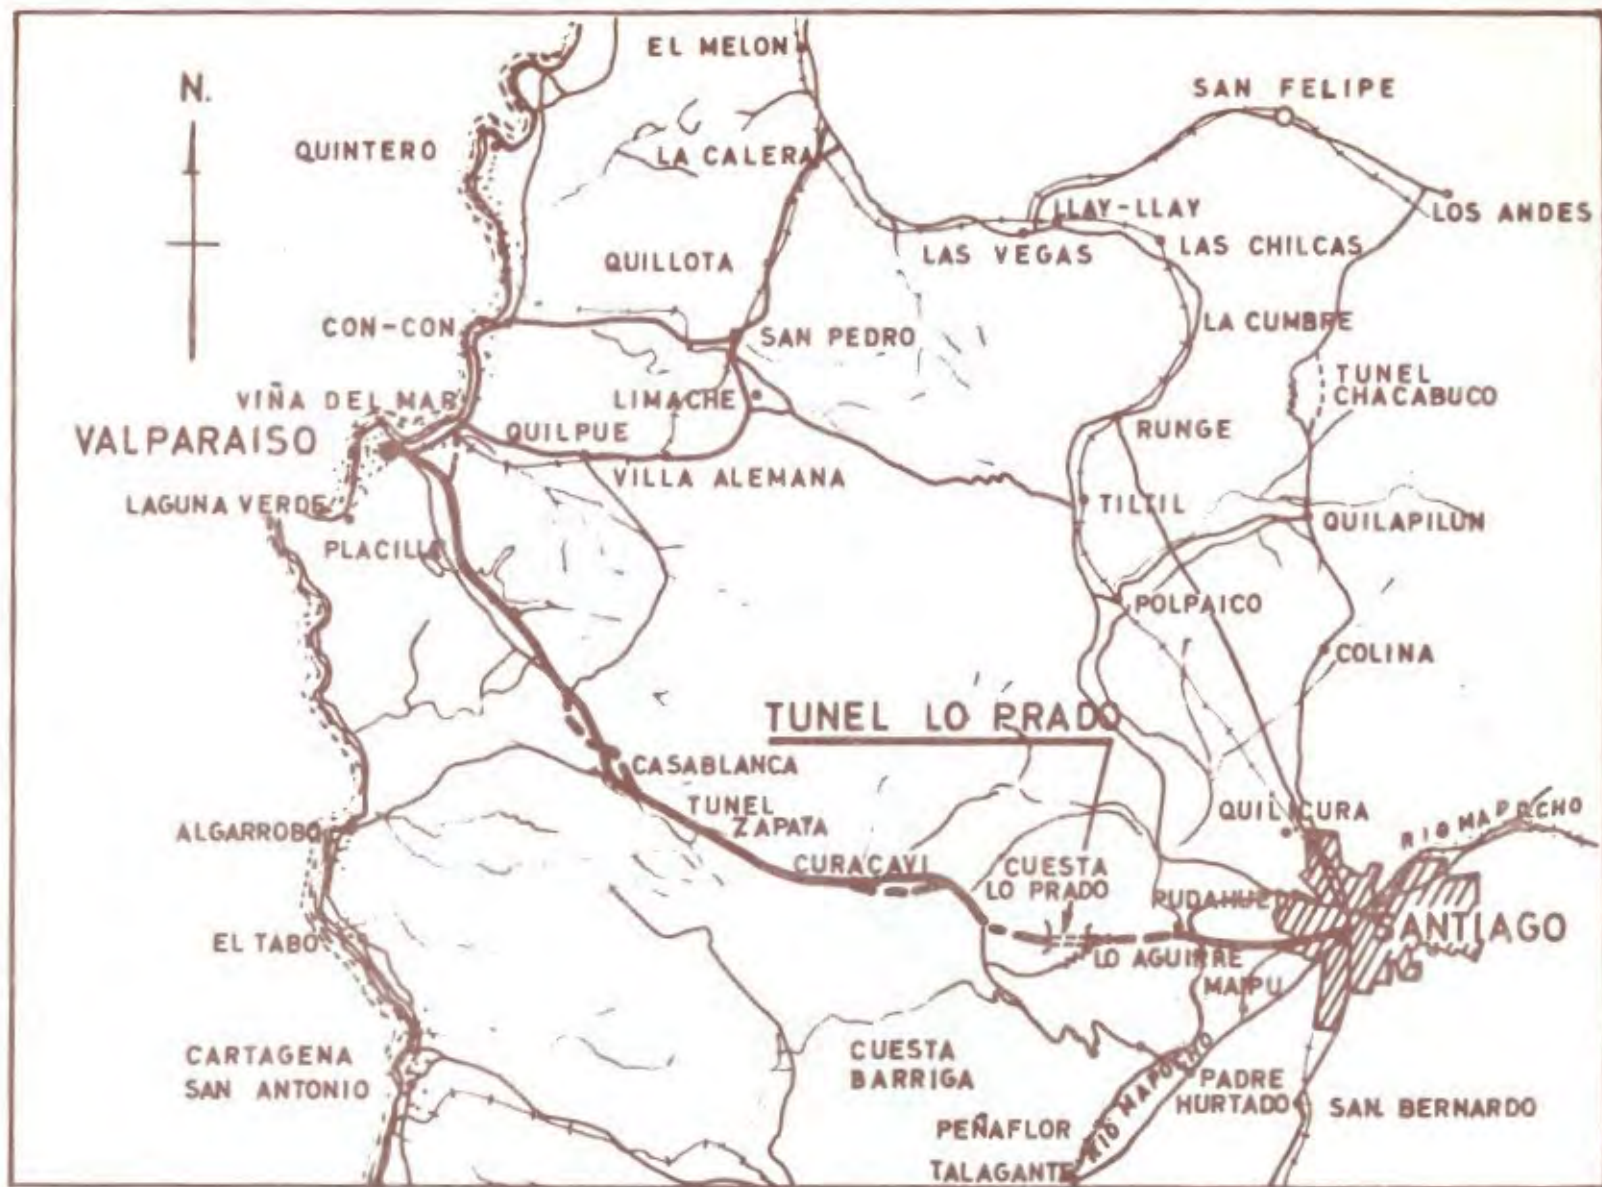 EL MELON
SAN FELIPE
N.
QUINTERO
LA CALERA
LLAY-LLAY
LOS ANDES
LAS VEGAS
LAS CHILCAS
QUILLOTA
CON-CON
SAN PEDRO
LA CUMBRE
TUNEL
CHACABUCO
VIÑA DEL MAR
LIMACHE
VALPARAISO
QUILPUE
RUNGE
VILLA ALEMANA
LAGUNA VERDE
TILTIL
QUILAPILUN
PLACILLA
POLPAICO
COLINA
TUNEL LO PRADO
CASABLANCA
TUNEL
ZAPATA
QUILICURA
RIO MAPOCHO
ALGARROBO
CURACAVI
CUESTA
LO PRADO
PUDAHUEL
SANTIAGO
EL TABO
LO AGUIRRE
MAIPU
CARTAGENA
SAN ANTONIO
CUESTA
BARRIGA
RIO MAPOCHO
PADRE
HURTADO
SAN. BERNARDO
PEÑAFLOR
TALAGANTE